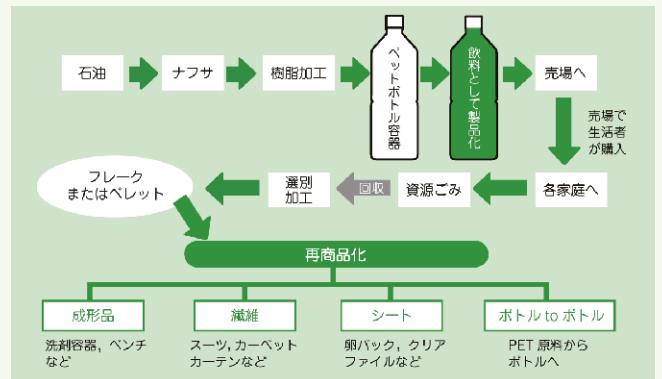 石油
ナフサ
樹脂加工
ペットボトル容器
飲料として製品化
売場へ
売場で
生活者
が購入
各家庭へ
資源ごみ
回収
選別
加工
フレーク
またはペレット
再商品化
成形品
洗剤容器，ベンチ
など
繊維
スーツ，カーペット
カーテンなど
シート
卵パック，クリア
ファイルなど
ボトル to ボトル
PET 原料から
ボトルへ